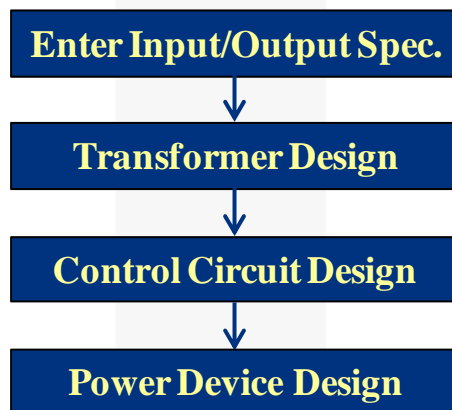 Enter Input/Output Spec.
Transformer Design
Control Circuit Design
Power Device Design